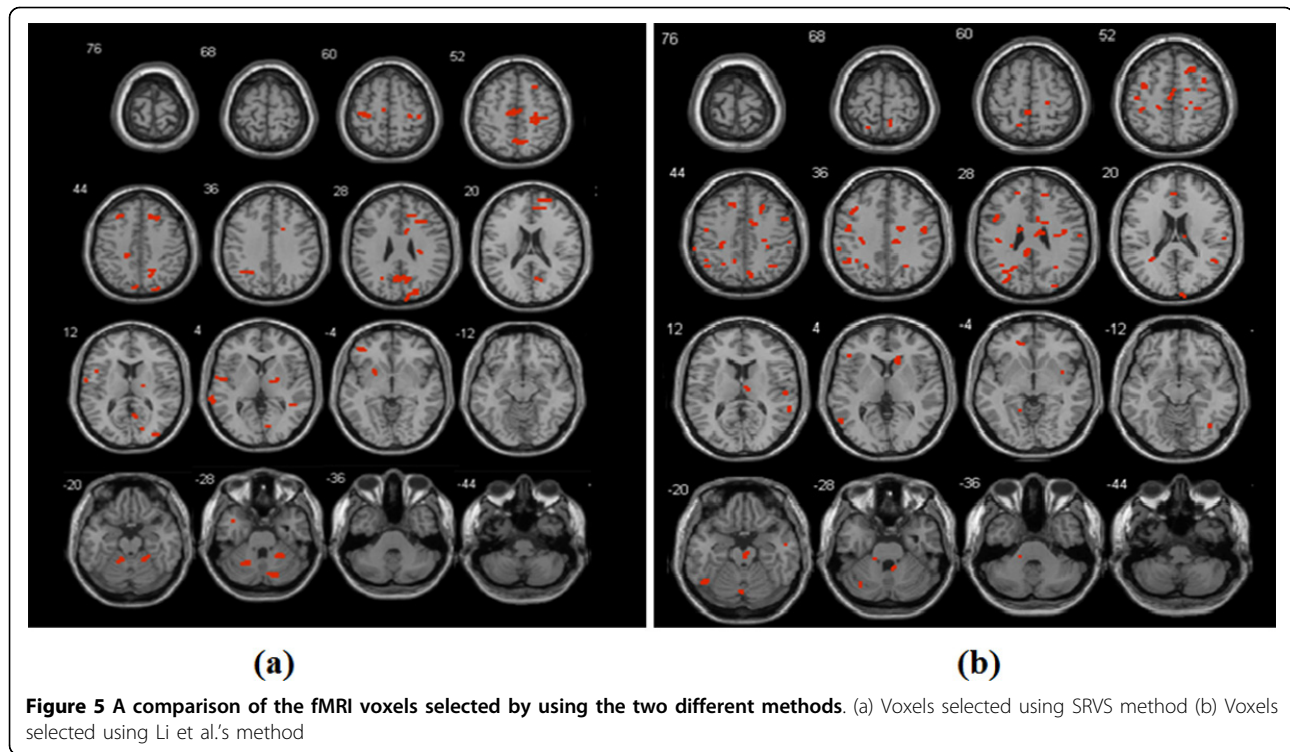 76 68 60 52
44 36 28 20
12 4 -4 -12
-20 -28 -36 -44
(a)
76 68 60 52
44 36 28 20
12 4 -4 -12
-20 -28 -36 -44
(b)
Figure 5 A comparison of the fMRI voxels selected by using the two different methods. (a) Voxels selected using SRVS method (b) Voxels
selected using Li et al.'s method